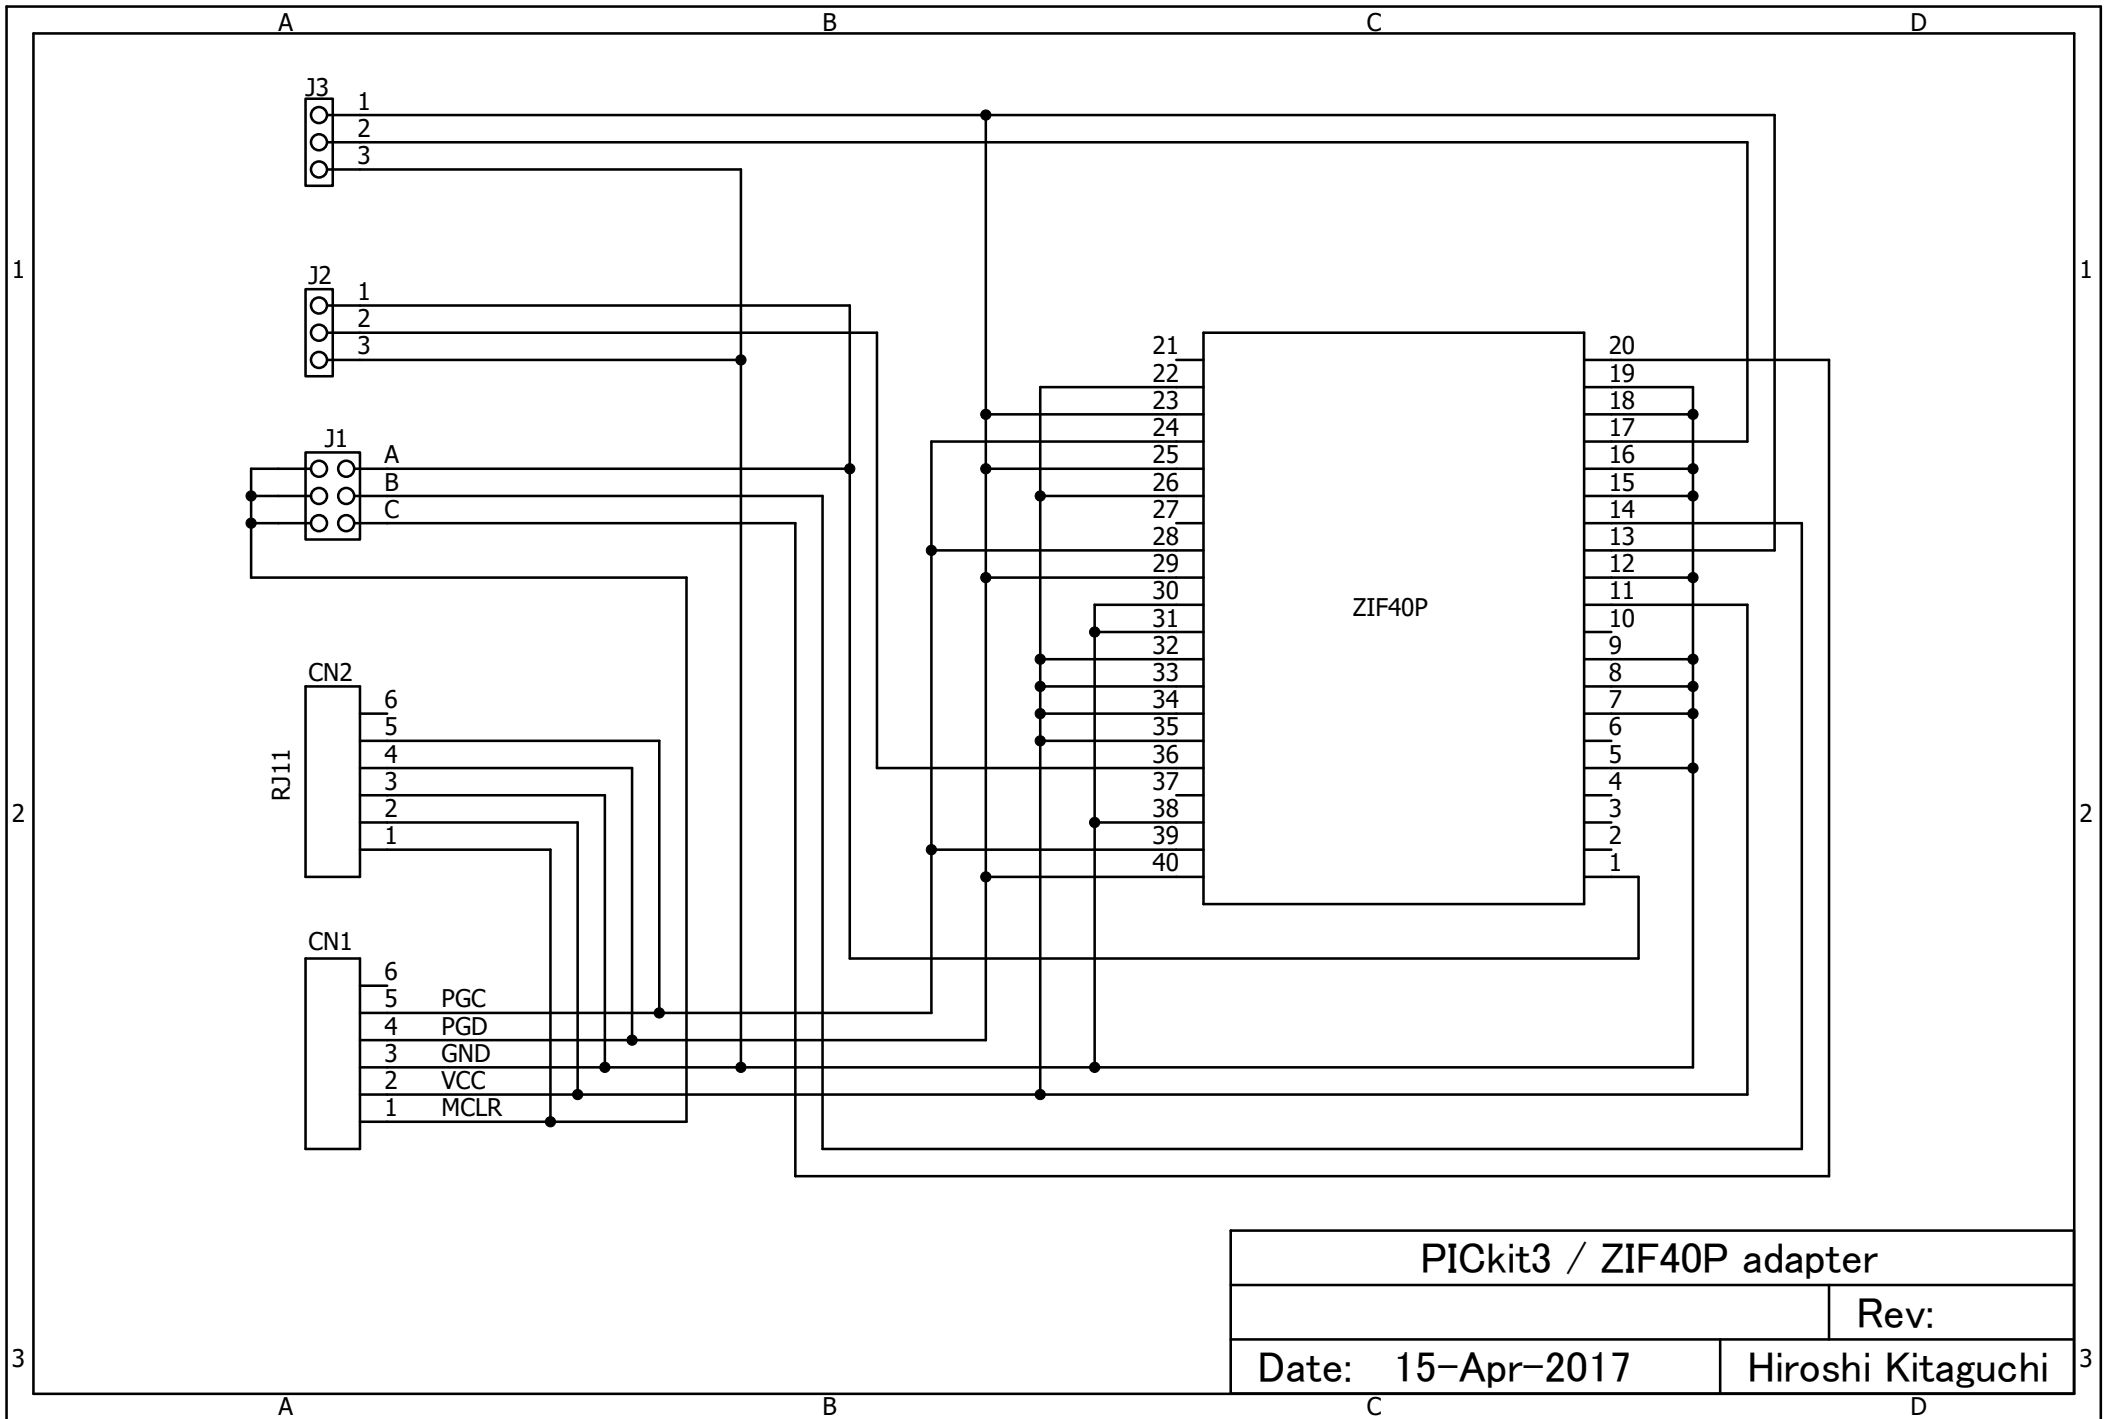 A B C D
J3
1
2
3
1 1
J2
1
2
3
J1
A
B
C
21 20
22 19
23 18
24 17
25 16
26 15
27 14
28 13
29 12
30 11
31 10
32 9
33 8
34 7
35 6
36 5
37 4
38 3
39 2
40 1
ZIF40P
CN2
RJ11
6
5
4
3
2
1
2 2
CN1
6
5 PGC
4 PGD
3 GND
2 VCC
1 MCLR
PICkit3 / ZIF40P adapter
Rev:
Date: 15-Apr-2017 Hiroshi Kitaguchi
3 3
A B C D